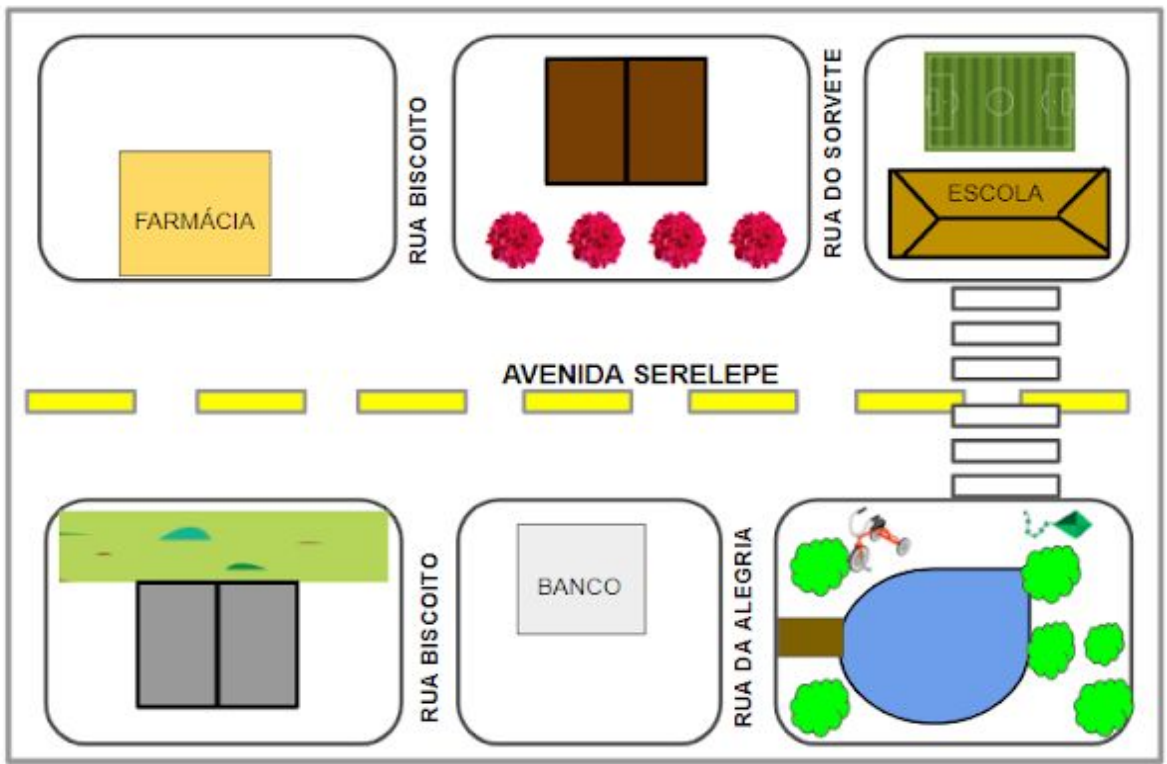 FARMÁCIA
RUA BISCOITO
RUA DO SORVETE
ESCOLA
AVENIDA SERELEPE
RUA BISCOITO
BANCO
RUA DA ALEGRIA